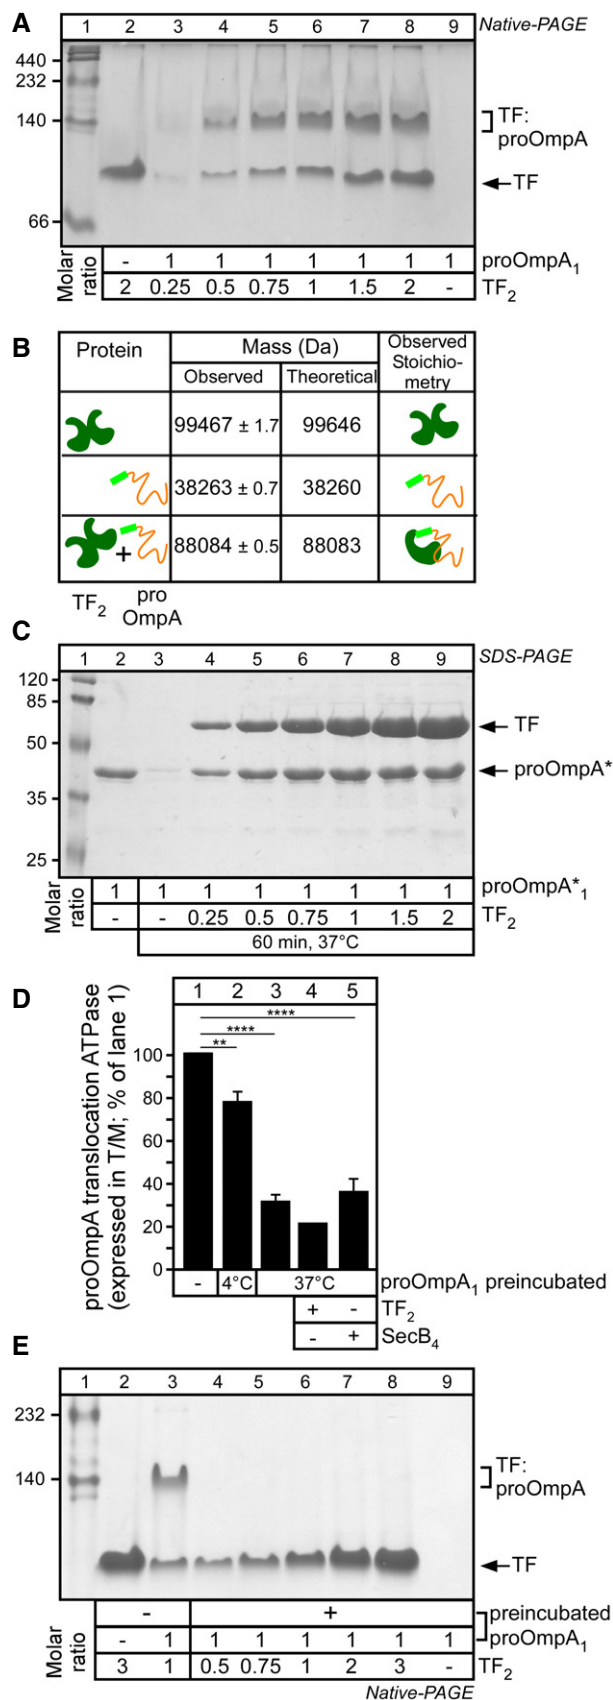 A
1 2 3 4 5 6 7 8 9 Native-PAGE
440
232
140
TF:
proOmpA
TF
66
Molar
ratio
- 1 1 1 1 1 1 1 proOmpA1
2 0.25 0.5 0.75 1 1.5 2 - TF2
B
Protein
Mass (Da)
Observed
Stoichio-
metry
Observed
Theoretical
99467 ± 1.7 99646
38263 ± 0.7 38260
+
88084 ± 0.5 88083
TF2
pro
OmpA
C
1 2 3 4 5 6 7 8 9 SDS-PAGE
120
85
TF
50
proOmpA*
35
25
Molar
ratio
1 1 1 1 1 1 1 1 proOmpA*1
- - 0.25 0.5 0.75 1 1.5 2 TF2
60 min, 37°C
D
1 2 3 4 5
proOmpA translocation ATPase
(expressed in T/M; % of lane 1)
****
****
**
100
80
60
40
20
0
- 4°C 37°C proOmpA1 preincubated
+ - TF2
- + SecB4
E
1 2 3 4 5 6 7 8 9
232
140
TF:
proOmpA
TF
Molar
ratio
- + preincubated
- 1 1 1 1 1 1 1 proOmpA1
3 1 0.5 0.75 1 2 3 - TF2
Native-PAGE